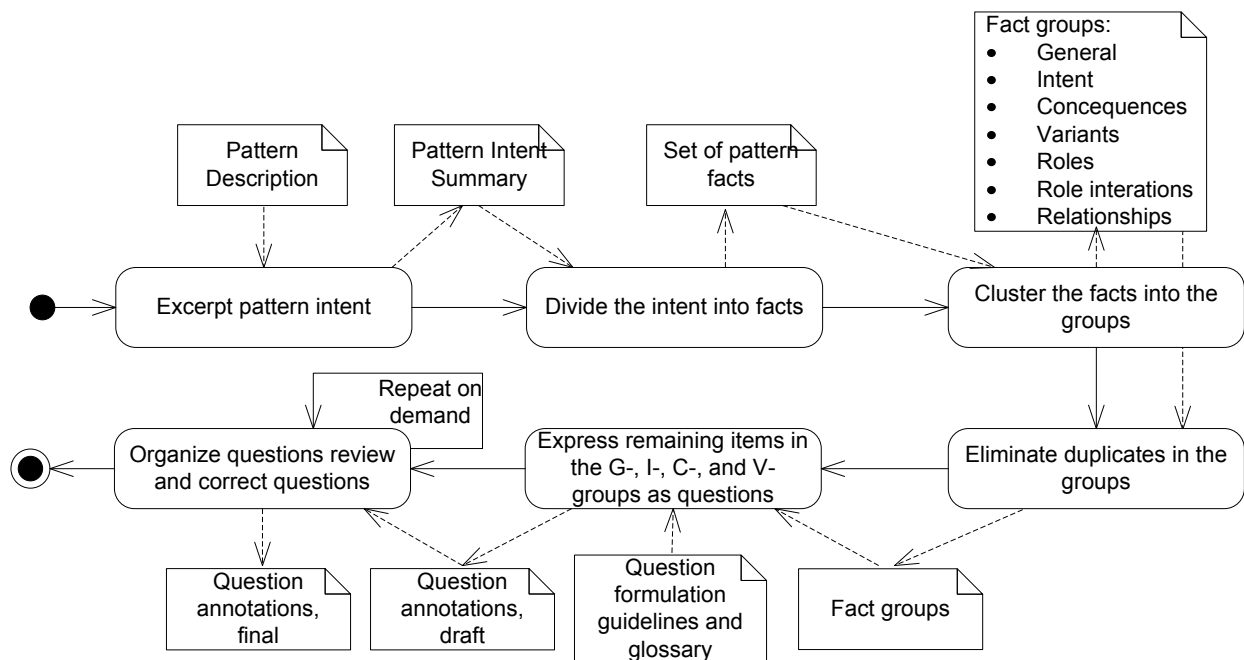 Fact groups:
• General
• Intent
• Concequences
• Variants
• Roles
• Role interations
• Relationships
Pattern
Description
Pattern Intent
Summary
Set of pattern
facts
Excerpt pattern intent
Divide the intent into facts
Cluster the facts into the
groups
Repeat on
demand
Organize questions review
and correct questions
Express remaining items in
the G-, I-, C-, and V-
groups as questions
Eliminate duplicates in the
groups
Question
annotations,
final
Question
annotations,
draft
Question
formulation
guidelines and
glossary
Fact groups